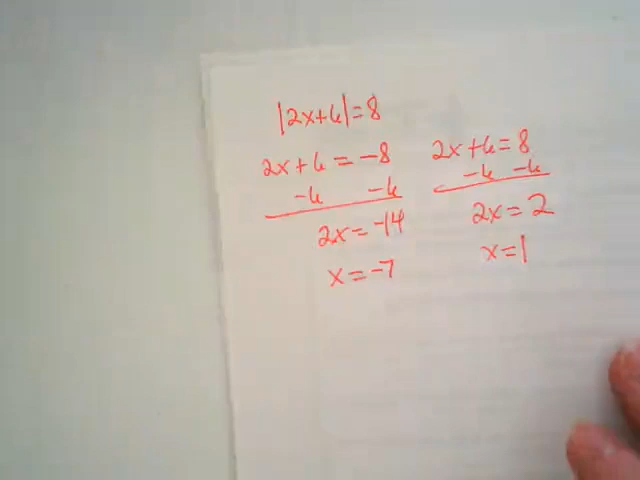 |2x+6|=8
2x+6=-8
-6 -6
2x=-14
x=-7
2x+6=8
-6 -6
2x=2
x=1